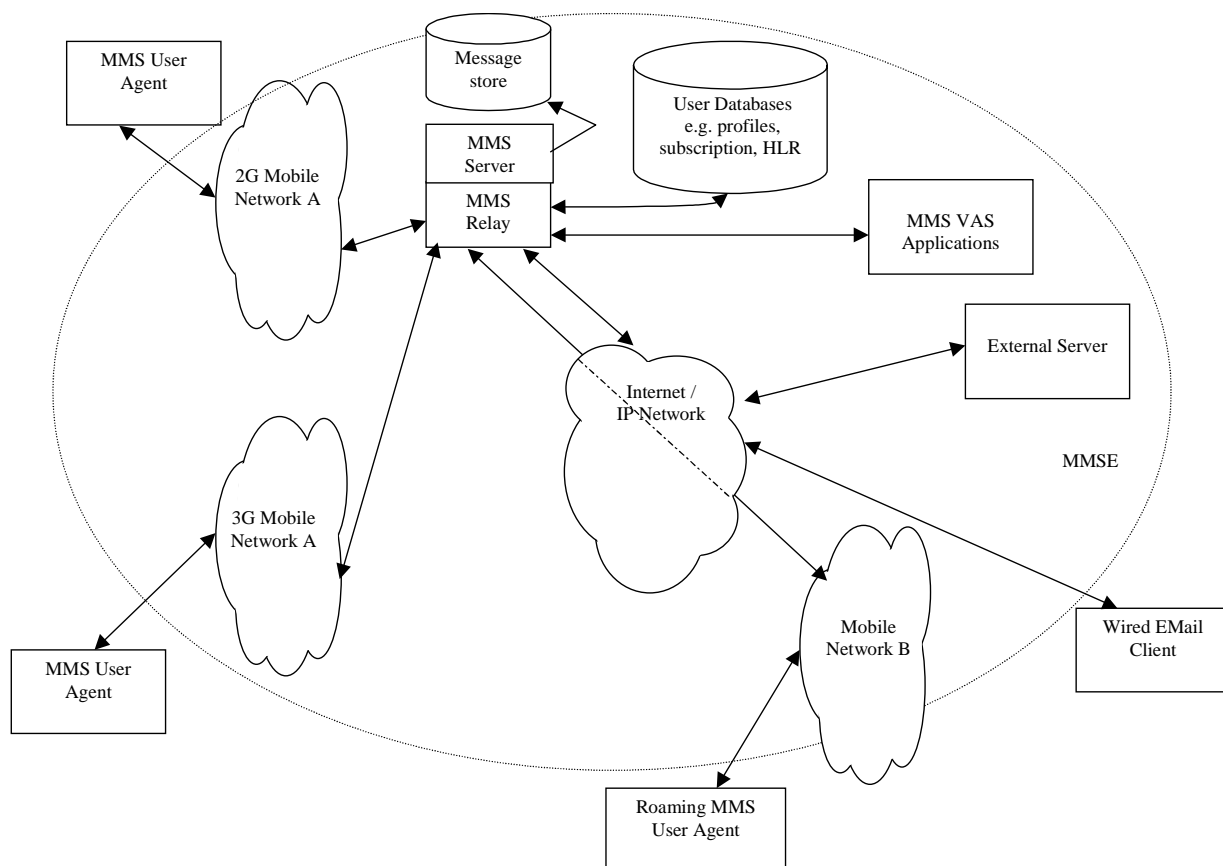 MMS User
Agent
Message
store
User Databases
e.g. profiles,
subscription, HLR
MMS
Server
2G Mobile
Network A
MMS
Relay
MMS VAS
Applications
External Server
Internet /
IP Network
MMSE
3G Mobile
Network A
Mobile
Network B
Wired EMail
Client
MMS User
Agent
Roaming MMS
User Agent